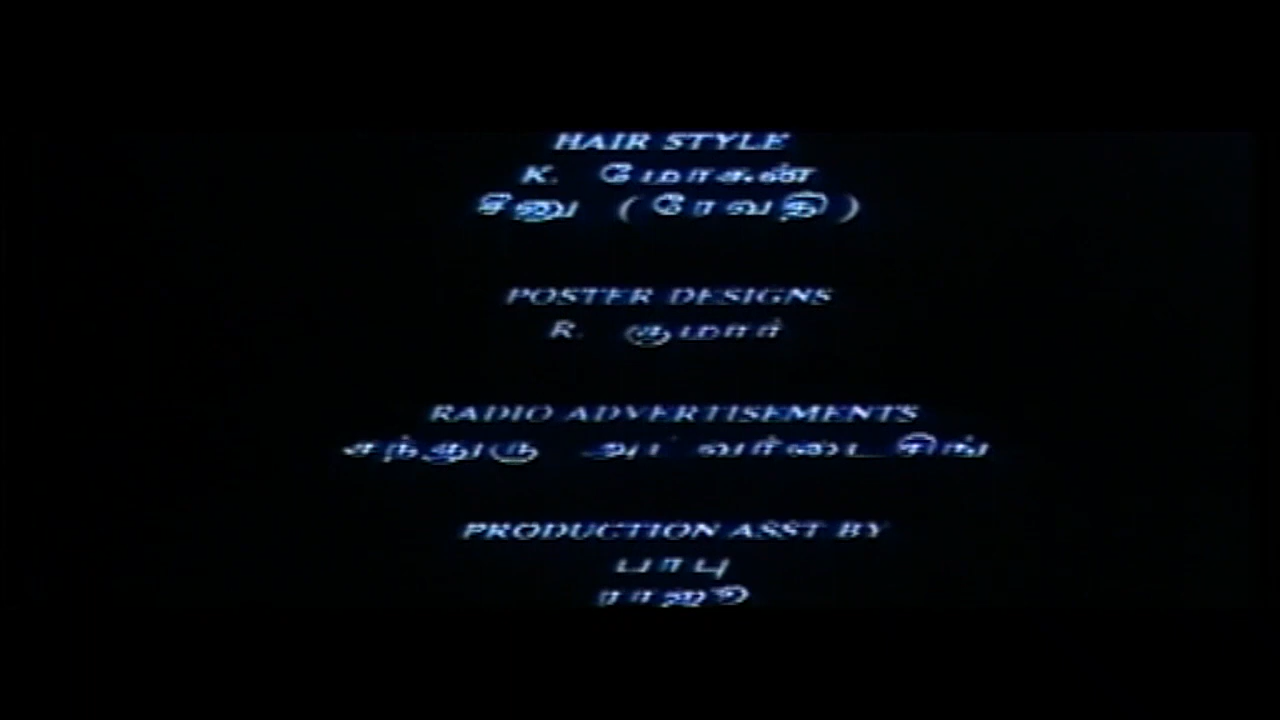 HAIR STYLE
K. மோகன்
சீனு ( ரேவதி )
POSTER DESIGNS
R. குமார்
RADIO ADVERTISEMENTS
சந்துரு அட்வர்டைசிங்
PRODUCTION ASST BY
பாபு
ராஜூ